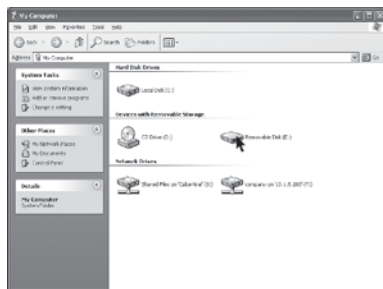 My Computer
File Edit View Favorites Tools Help
Back Search Folders
Address My Computer Go
System Tasks
View system information
Add or remove programs
Change a setting
Other Places
My Network Places
My Documents
Control Panel
Details
My Computer
System Folder
Hard Disk Drives
Local Disk (C:)
Devices with Removable Storage
CD Drive (D:)
Removable Disk (E:)
Network Drives